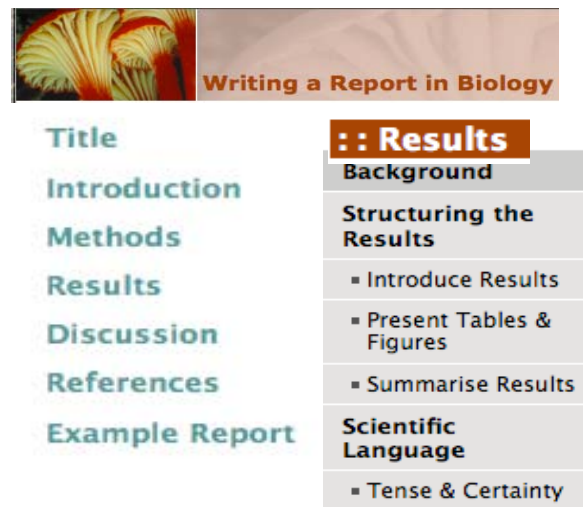 Writing a Report in Biology
Title
Introduction
Methods
Results
Discussion
References
Example Report
: : Results
Background
Structuring the
Results
Introduce Results
Present Tables &
Figures
Summarise Results
Scientific
Language
Tense & Certainty